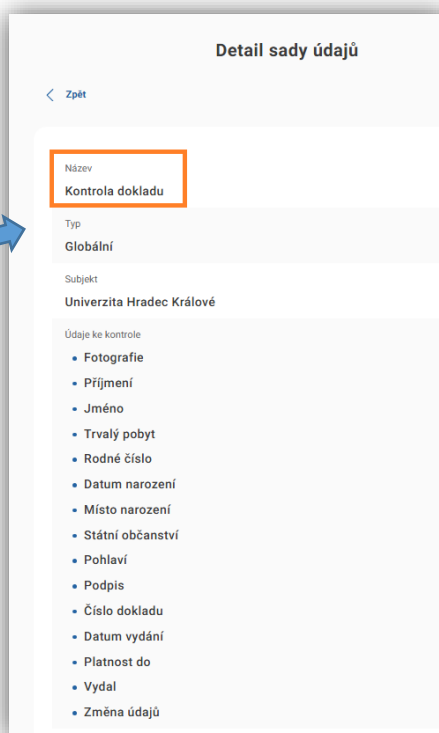 Detail sady údajů
Zpět
Název
Kontrola dokladu
Typ
Globální
Subjekt
Univerzita Hradec Králové
Údaje ke kontrole
Fotografie
Příjmení
Jméno
Trvalý pobyt
Rodné číslo
Datum narození
Místo narození
Státní občanství
Pohlaví
Podpis
Číslo dokladu
Datum vydání
Platnost do
Vydal
Změna údajů